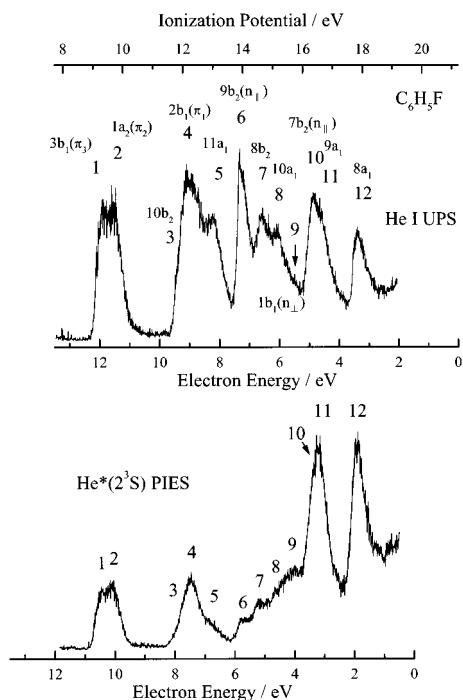 Ionization Potential / eV
8 10 12 14 16 18 20
C₆H₅F
He I UPS
3b₁(π₃)
1
1a₂(π₂)
2
10b₂
3
2b₁(π₁)
4
11a₁
5
9b₂(n∥)
6
8b₂
7
10a₁
8
9
1b₁(n⊥)
7b₂(n∥)
10
9a₁
11
8a₁
12
12 10 8 6 4 2 0
Electron Energy / eV
He*(2³S) PIES
1 2
3
4
5
6
7
8
9
10
11
12
10 8 6 4 2 0
Electron Energy / eV